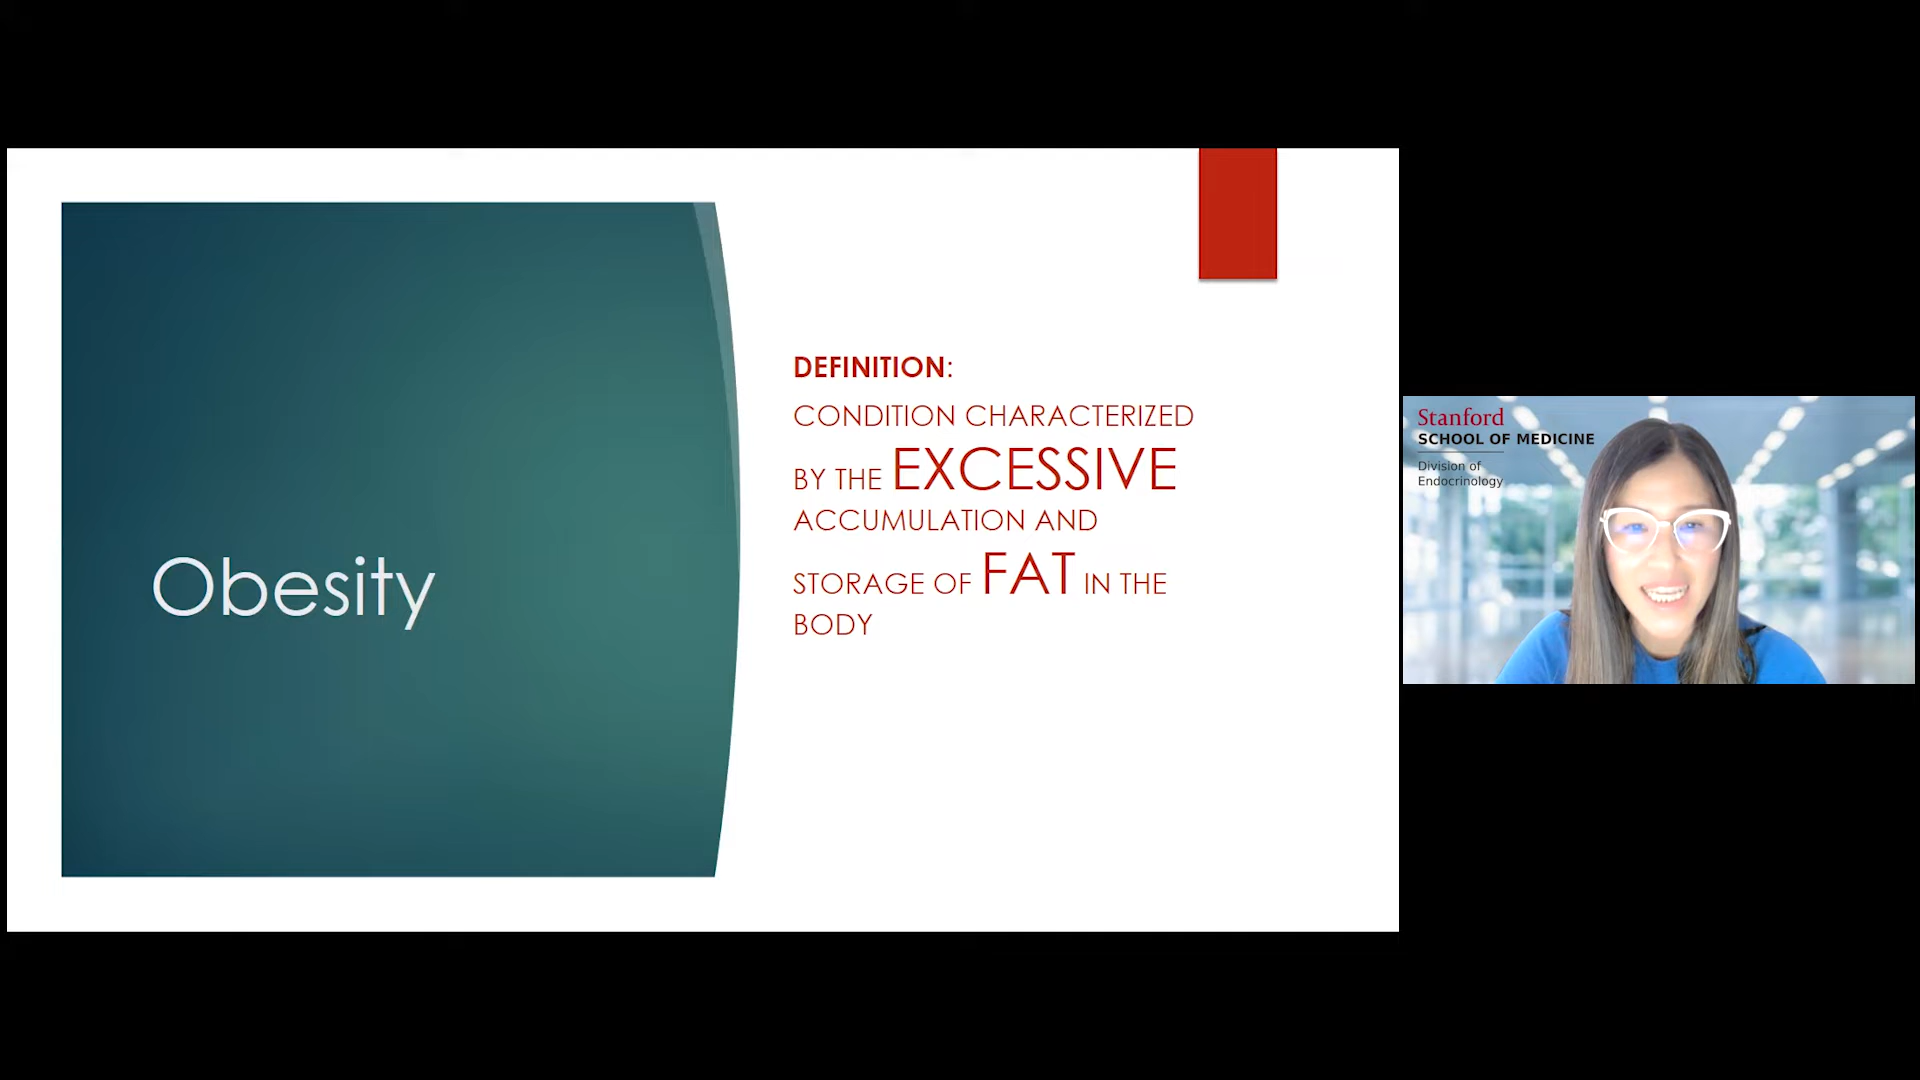 Obesity
DEFINITION:
CONDITION CHARACTERIZED
BY THE EXCESSIVE
ACCUMULATION AND
STORAGE OF FAT IN THE
BODY
Stanford
SCHOOL OF MEDICINE
Division of
Endocrinology